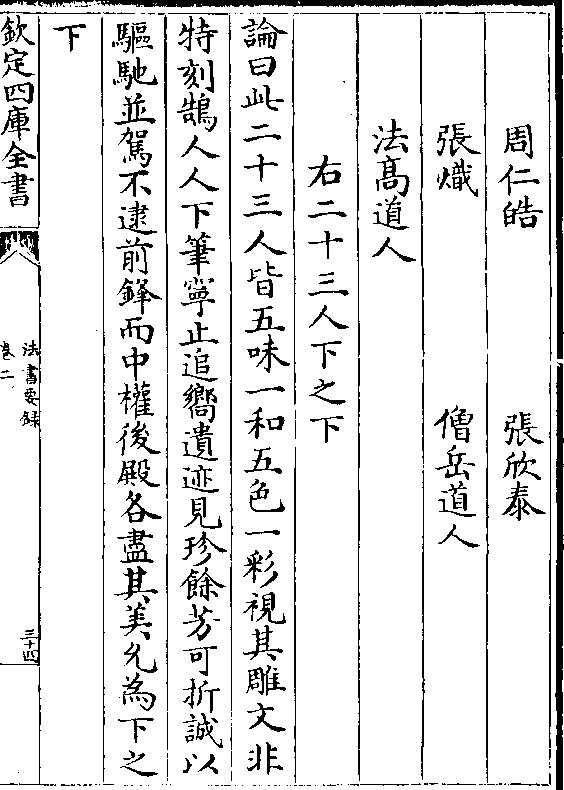 周仁皓　張欣泰
張熾　僧岳道人
法髙道人
右二十三人下之下
論曰此二十三人皆五味一和五色一彩視其雕文非
特刻鵠人人下筆寧止追嚮遺迹見珍餘芳可折誠以
驅馳並駕不逮前鋒而中權後殿各盡其美允為下之
下
欽定四庫全書
法書要録
卷二
三十四